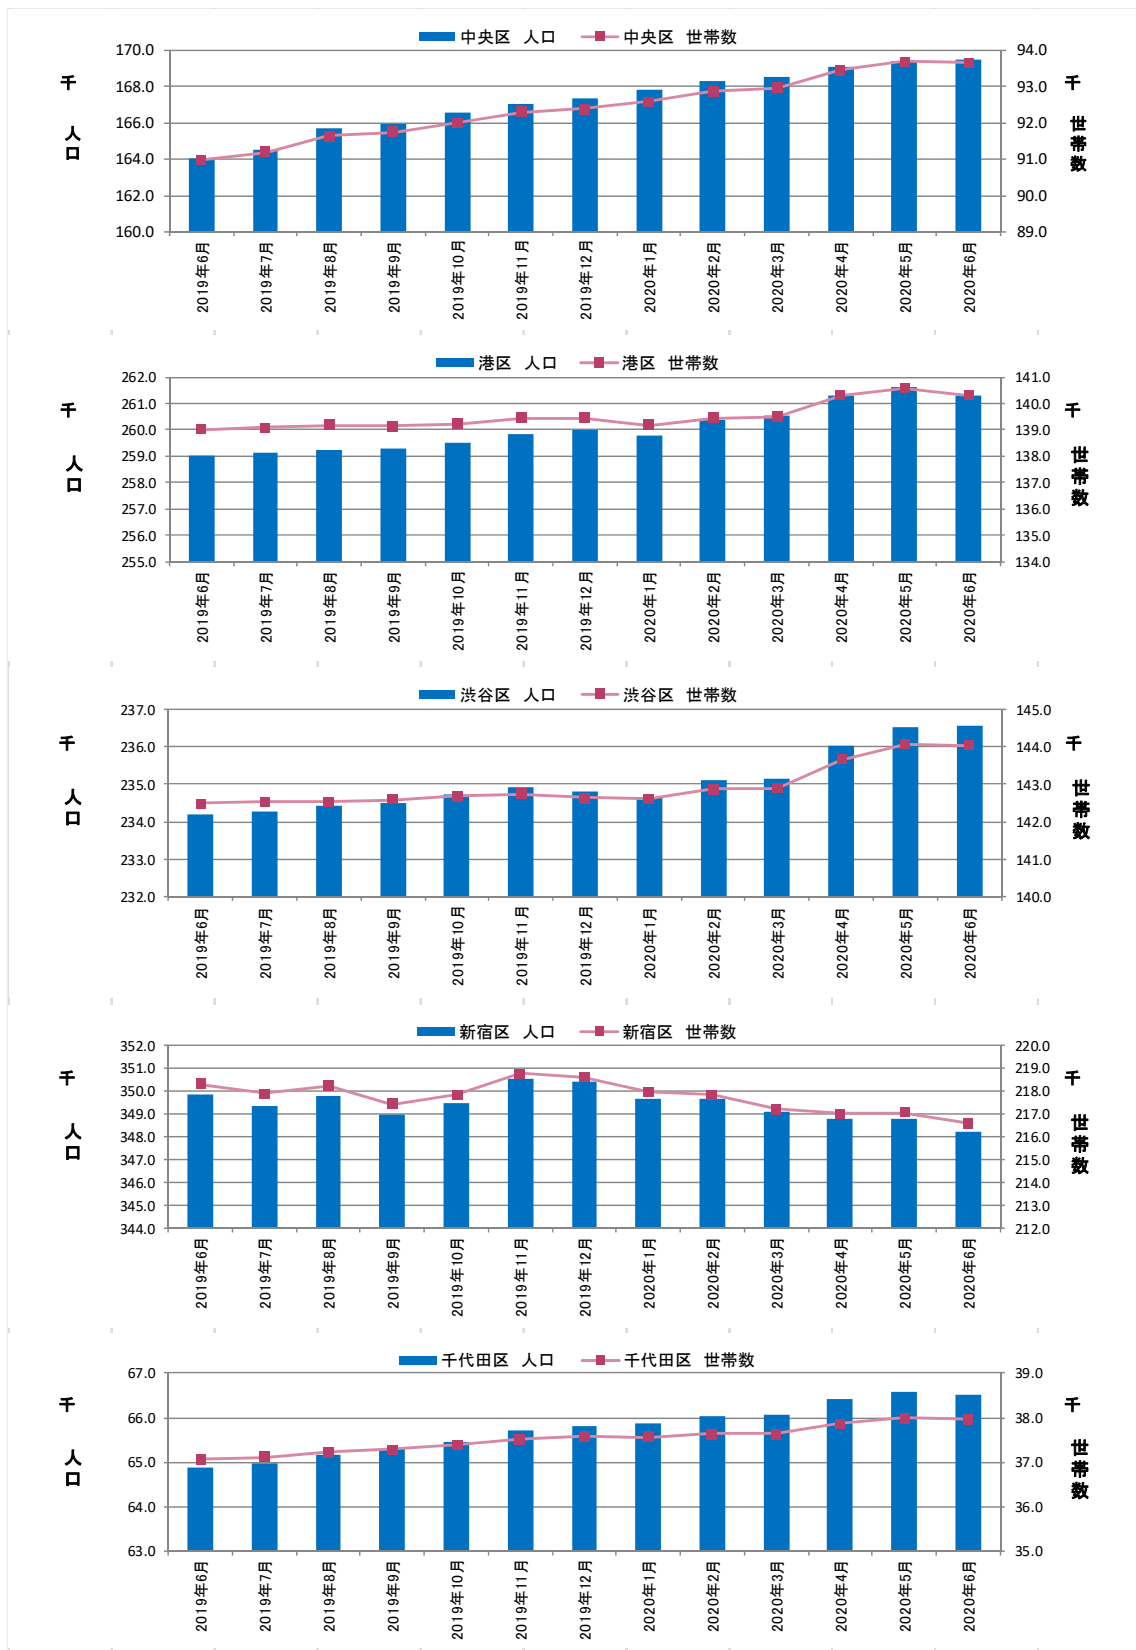 中央区　人口　中央区　世帯数
170.0 94.0
千 千
168.0 93.0
人口 166.0 92.0 世帯数
164.0 91.0
162.0 90.0
160.0 89.0
2019年6月 2019年7月 2019年8月 2019年9月 2019年10月 2019年11月 2019年12月 2020年1月 2020年2月 2020年3月 2020年4月 2020年5月 2020年6月
港区　人口　港区　世帯数
262.0 141.0
千 261.0 140.0 千
260.0 139.0
人口 259.0 138.0 世帯数
258.0 137.0
257.0 136.0
256.0 135.0
255.0 134.0
2019年6月 2019年7月 2019年8月 2019年9月 2019年10月 2019年11月 2019年12月 2020年1月 2020年2月 2020年3月 2020年4月 2020年5月 2020年6月
渋谷区　人口　渋谷区　世帯数
237.0 145.0
千 236.0 144.0 千
235.0 143.0
人口 234.0 142.0 世帯数
233.0 141.0
232.0 140.0
2019年6月 2019年7月 2019年8月 2019年9月 2019年10月 2019年11月 2019年12月 2020年1月 2020年2月 2020年3月 2020年4月 2020年5月 2020年6月
新宿区　人口　新宿区　世帯数
352.0 220.0
千 351.0 219.0 千
350.0 218.0
人口 349.0 217.0 世帯数
348.0 216.0
347.0 215.0
346.0 214.0
345.0 213.0
344.0 212.0
2019年6月 2019年7月 2019年8月 2019年9月 2019年10月 2019年11月 2019年12月 2020年1月 2020年2月 2020年3月 2020年4月 2020年5月 2020年6月
千代田区　人口　千代田区　世帯数
67.0 39.0
千 66.0 38.0 千
人口 65.0 37.0 世帯数
64.0 36.0
63.0 35.0
2019年6月 2019年7月 2019年8月 2019年9月 2019年10月 2019年11月 2019年12月 2020年1月 2020年2月 2020年3月 2020年4月 2020年5月 2020年6月